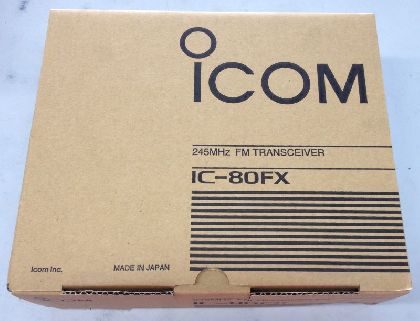 ICOM
245MHz FM TRANSCEIVER
IC-80FX
Icom Inc.
MADE IN JAPAN